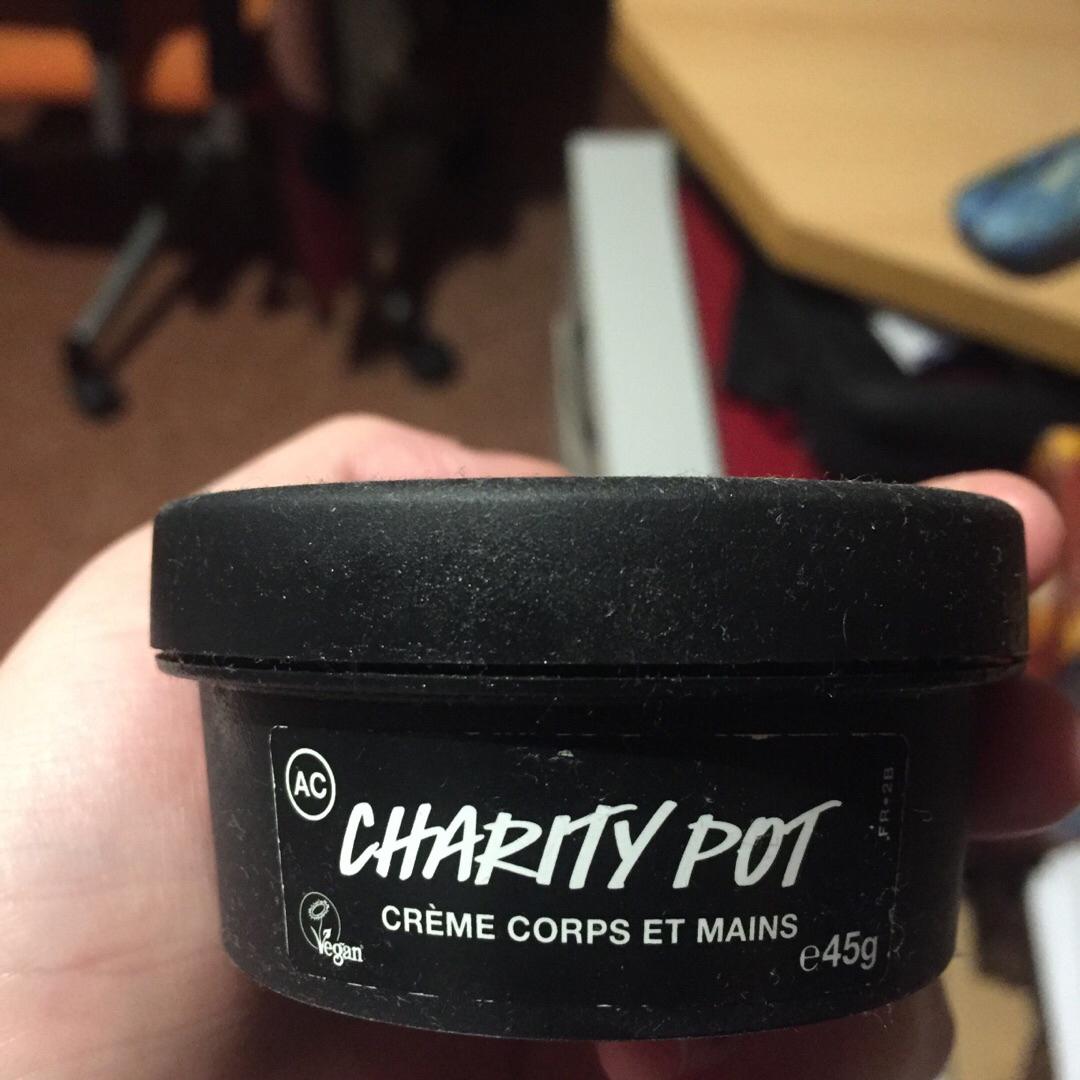 AC
CHARITY POT
CRÈME CORPS ET MAINS
Vegan
e45g
FR•2B